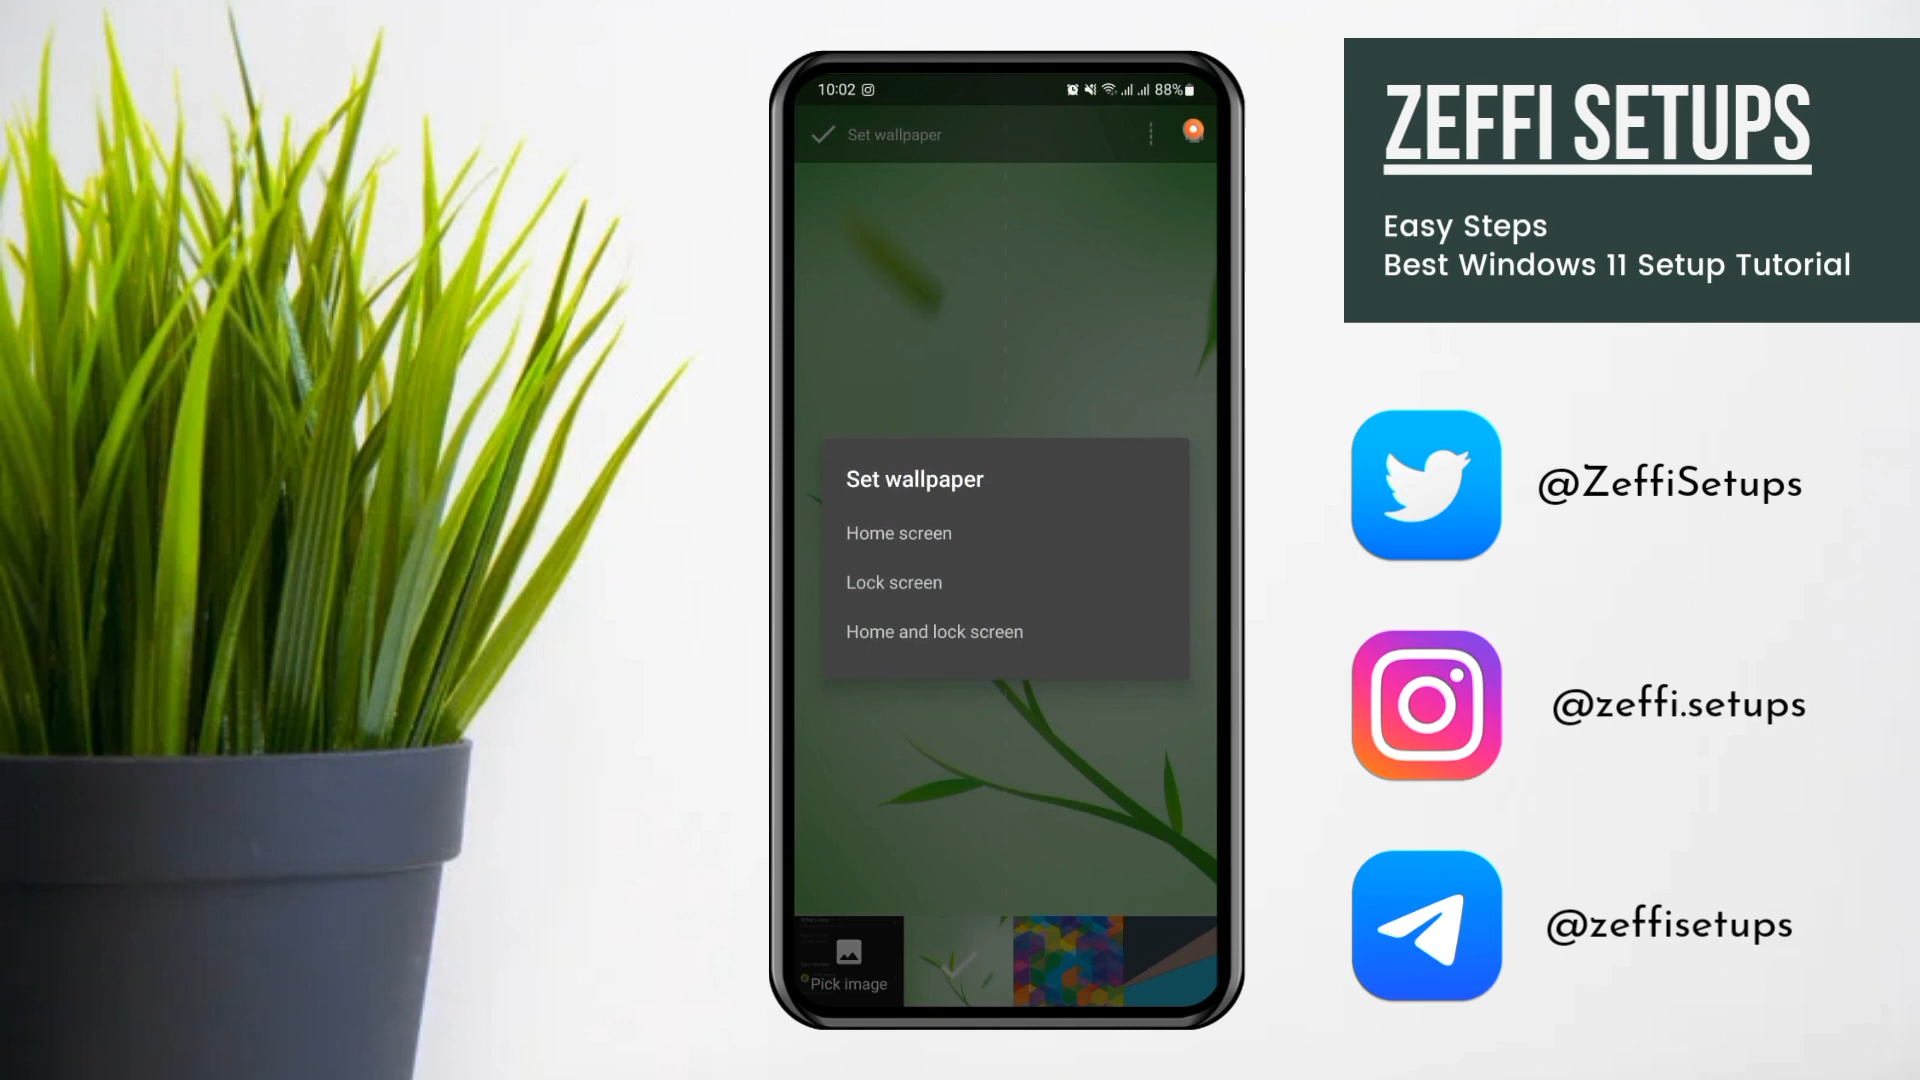 10:02
88%
Set wallpaper
Set wallpaper
Home screen
Lock screen
Home and lock screen
Pick image
ZEFFI SETUPS
Easy Steps
Best Windows 11 Setup Tutorial
@ZeffiSetups
@zeffi.setups
@zeffisetups